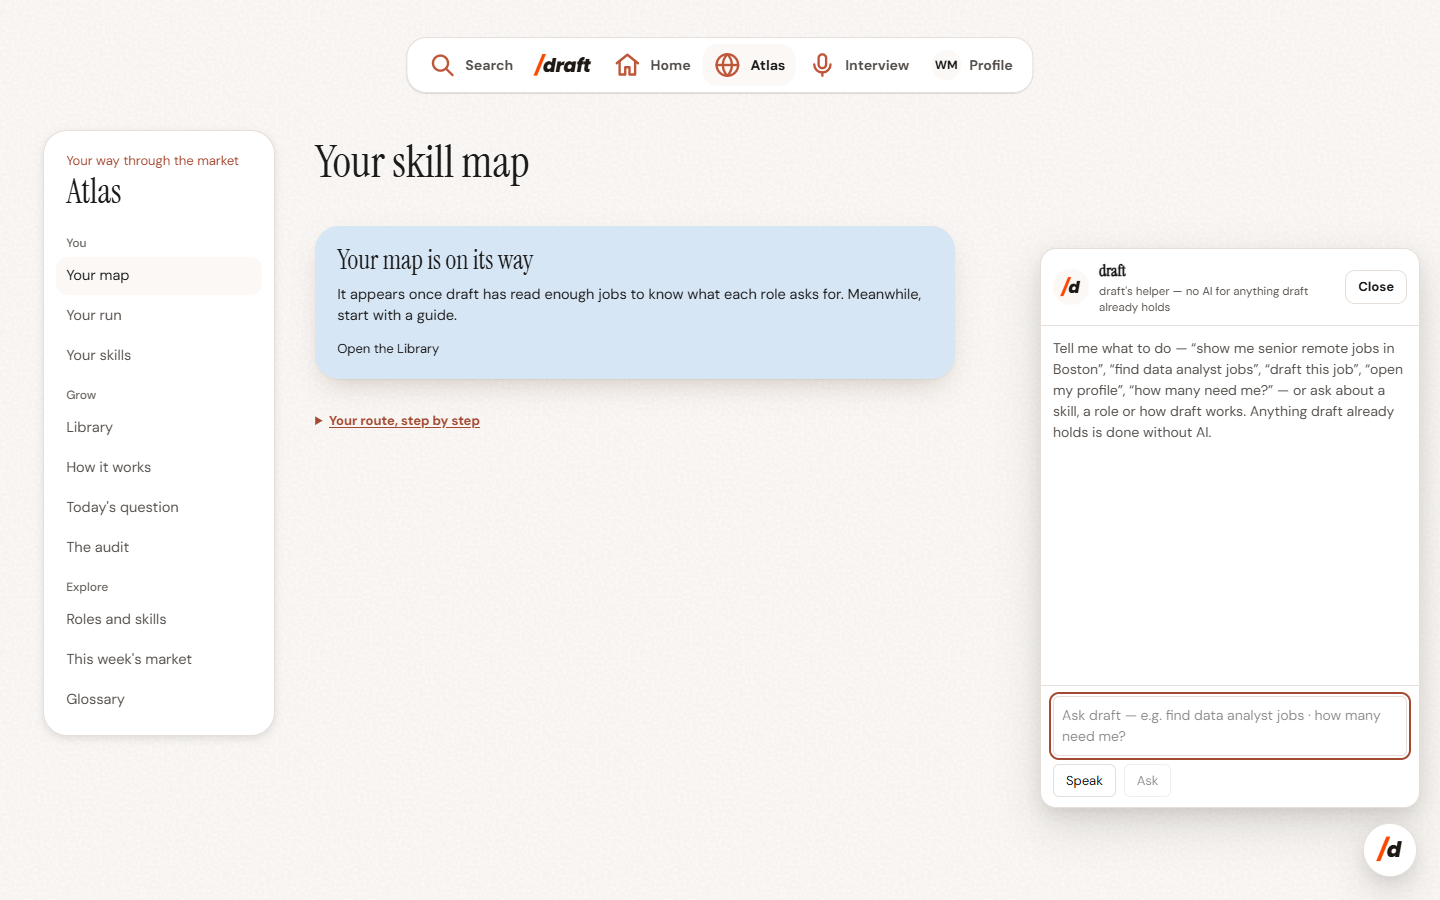 Search
/draft
Home
Atlas
Interview
WM
Profile
Your way through the market
Atlas
You
Your map
Your run
Your skills
Grow
Library
How it works
Today's question
The audit
Explore
Roles and skills
This week's market
Glossary
Your skill map
Your map is on its way
It appears once draft has read enough jobs to know what each role asks for. Meanwhile,
start with a guide.
Open the Library
Your route, step by step
/d
draft
draft's helper — no AI for anything draft
already holds
Close
Tell me what to do — “show me senior remote jobs in
Boston”, “find data analyst jobs”, “draft this job”, “open
my profile”, “how many need me?” — or ask about a
skill, a role or how draft works. Anything draft already
holds is done without AI.
Ask draft — e.g. find data analyst jobs · how many
need me?
Speak
Ask
/d